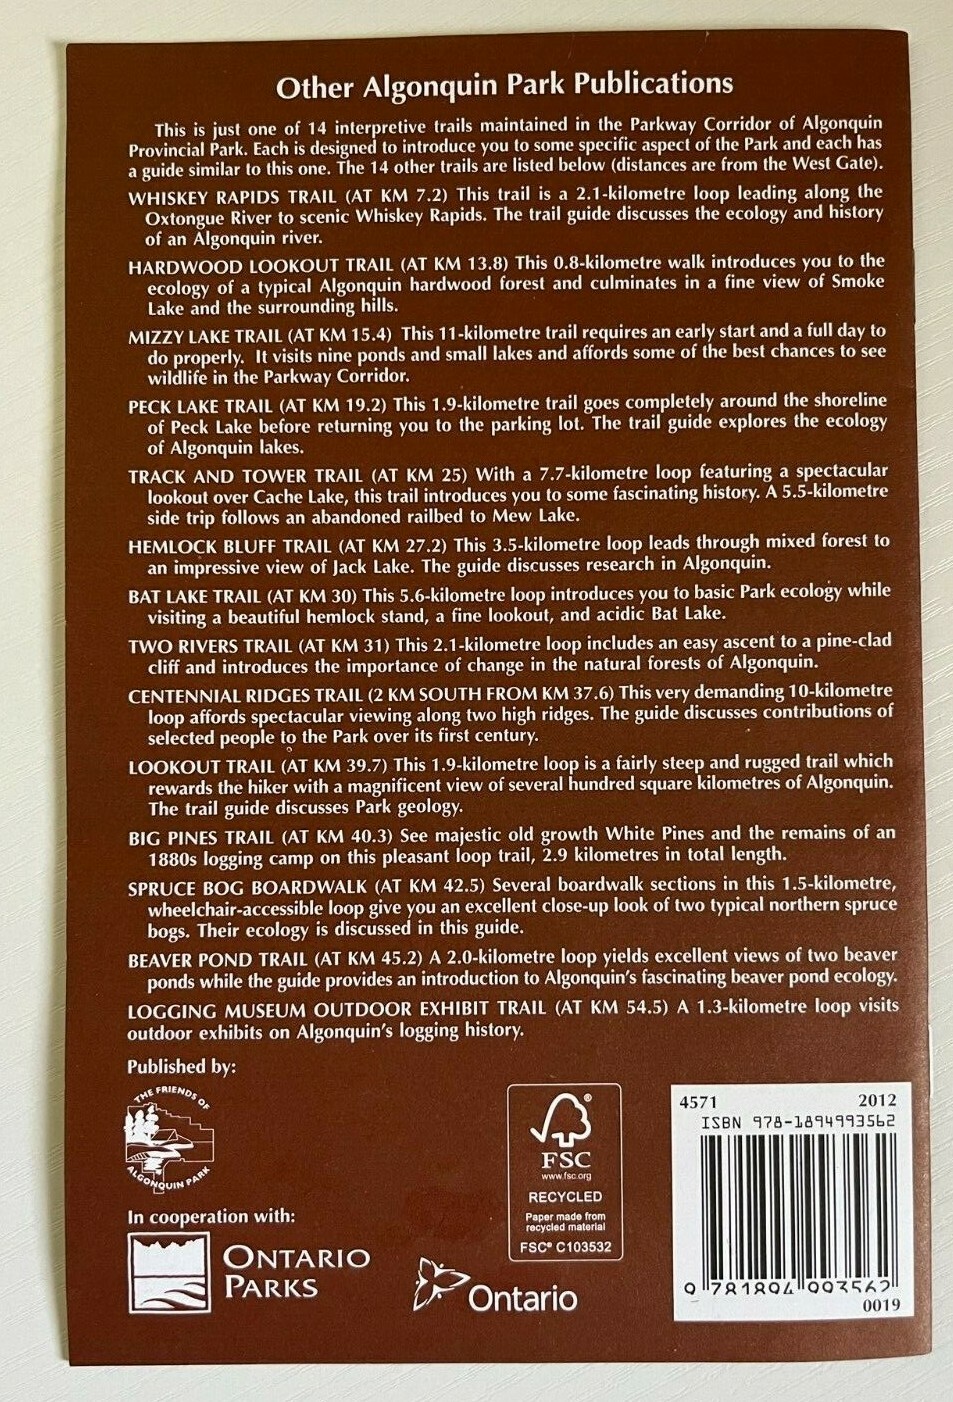 Other Algonquin Park Publications
This is just one of 14 interpretive trails maintained in the Parkway Corridor of Algonquin
Provincial Park. Each is designed to introduce you to some specific aspect of the Park and each has
a guide similar to this one. The 14 other trails are listed below (distances are from the West Gate).
WHISKEY RAPIDS TRAIL (AT KM 7.2) This trail is a 2.1-kilometre loop leading along the
Oxtongue River to scenic Whiskey Rapids. The trail guide discusses the ecology and history
of an Algonquin river.
HARDWOOD LOOKOUT TRAIL (AT KM 13.8) This 0.8-kilometre walk introduces you to the
ecology of a typical Algonquin hardwood forest and culminates in a fine view of Smoke
Lake and the surrounding hills.
MIZZY LAKE TRAIL (AT KM 15.4) This 11-kilometre trail requires an early start and a full day to
do properly. It visits nine ponds and small lakes and affords some of the best chances to see
wildlife in the Parkway Corridor.
PECK LAKE TRAIL (AT KM 19.2) This 1.9-kilometre trail goes completely around the shoreline
of Peck Lake before returning you to the parking lot. The trail guide explores the ecology
of Algonquin lakes.
TRACK AND TOWER TRAIL (AT KM 25) With a 7.7-kilometre loop featuring a spectacular
lookout over Cache Lake, this trail introduces you to some fascinating history. A 5.5-kilometre
side trip follows an abandoned railbed to Mew Lake.
HEMLOCK BLUFF TRAIL (AT KM 27.2) This 3.5-kilometre loop leads through mixed forest to
an impressive view of Jack Lake. The guide discusses research in Algonquin.
BAT LAKE TRAIL (AT KM 30) This 5.6-kilometre loop introduces you to basic Park ecology while
visiting a beautiful hemlock stand, a fine lookout, and acidic Bat Lake.
TWO RIVERS TRAIL (AT KM 31) This 2.1-kilometre loop includes an easy ascent to a pine-clad
cliff and introduces the importance of change in the natural forests of Algonquin.
CENTENNIAL RIDGES TRAIL (2 KM SOUTH FROM KM 37.6) This very demanding 10-kilometre
loop affords spectacular viewing along two high ridges. The guide discusses contributions of
selected people to the Park over its first century.
LOOKOUT TRAIL (AT KM 39.7) This 1.9-kilometre loop is a fairly steep and rugged trail which
rewards the hiker with a magnificent view of several hundred square kilometres of Algonquin.
The trail guide discusses Park geology.
BIG PINES TRAIL (AT KM 40.3) See majestic old growth White Pines and the remains of an
1880s logging camp on this pleasant loop trail, 2.9 kilometres in total length.
SPRUCE BOG BOARDWALK (AT KM 42.5) Several boardwalk sections in this 1.5-kilometre,
wheelchair-accessible loop give you an excellent close-up look of two typical northern spruce
bogs. Their ecology is discussed in this guide.
BEAVER POND TRAIL (AT KM 45.2) A 2.0-kilometre loop yields excellent views of two beaver
ponds while the guide provides an introduction to Algonquin's fascinating beaver pond ecology.
LOGGING MUSEUM OUTDOOR EXHIBIT TRAIL (AT KM 54.5) A 1.3-kilometre loop visits
outdoor exhibits on Algonquin's logging history.
Published by:
THE FRIENDS OF
ALGONQUIN PARK
In cooperation with:
ONTARIO
PARKS
Ontario
®
FSC
www.fsc.org
RECYCLED
Paper made from
recycled material
FSC® C103532
4571 2012
ISBN 978-1894993562
9 781894 993562
0019